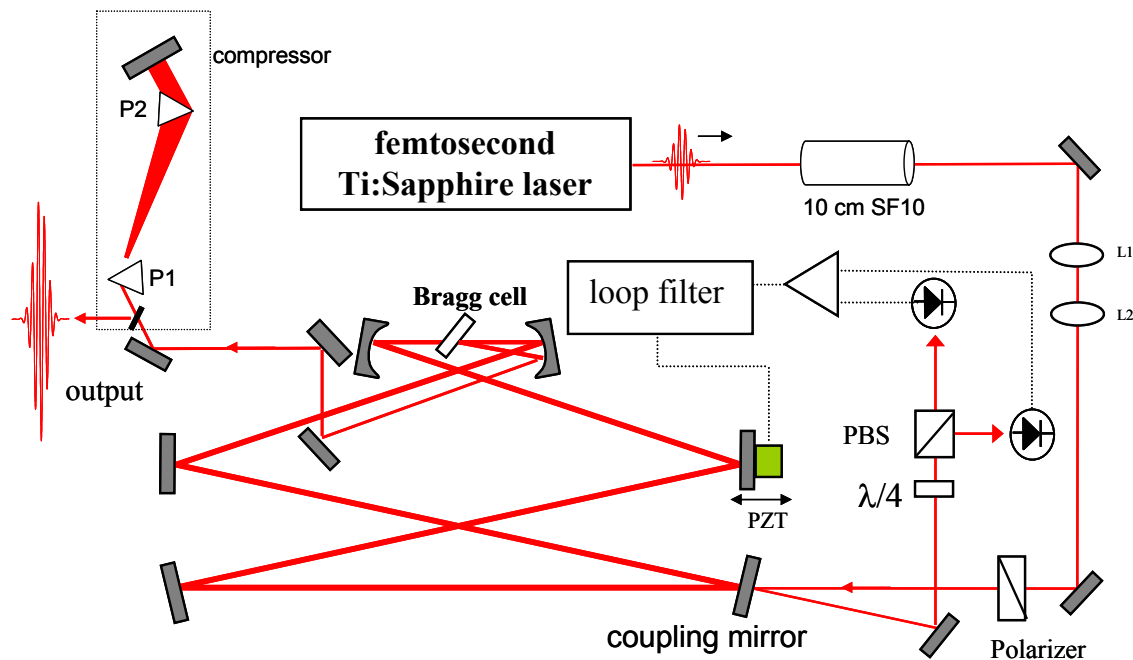 compressor
P2
femtosecond
Ti:Sapphire laser
10 cm SF10
L1
P1
loop filter
Bragg cell
L2
output
PBS
λ/4
PZT
coupling mirror
Polarizer